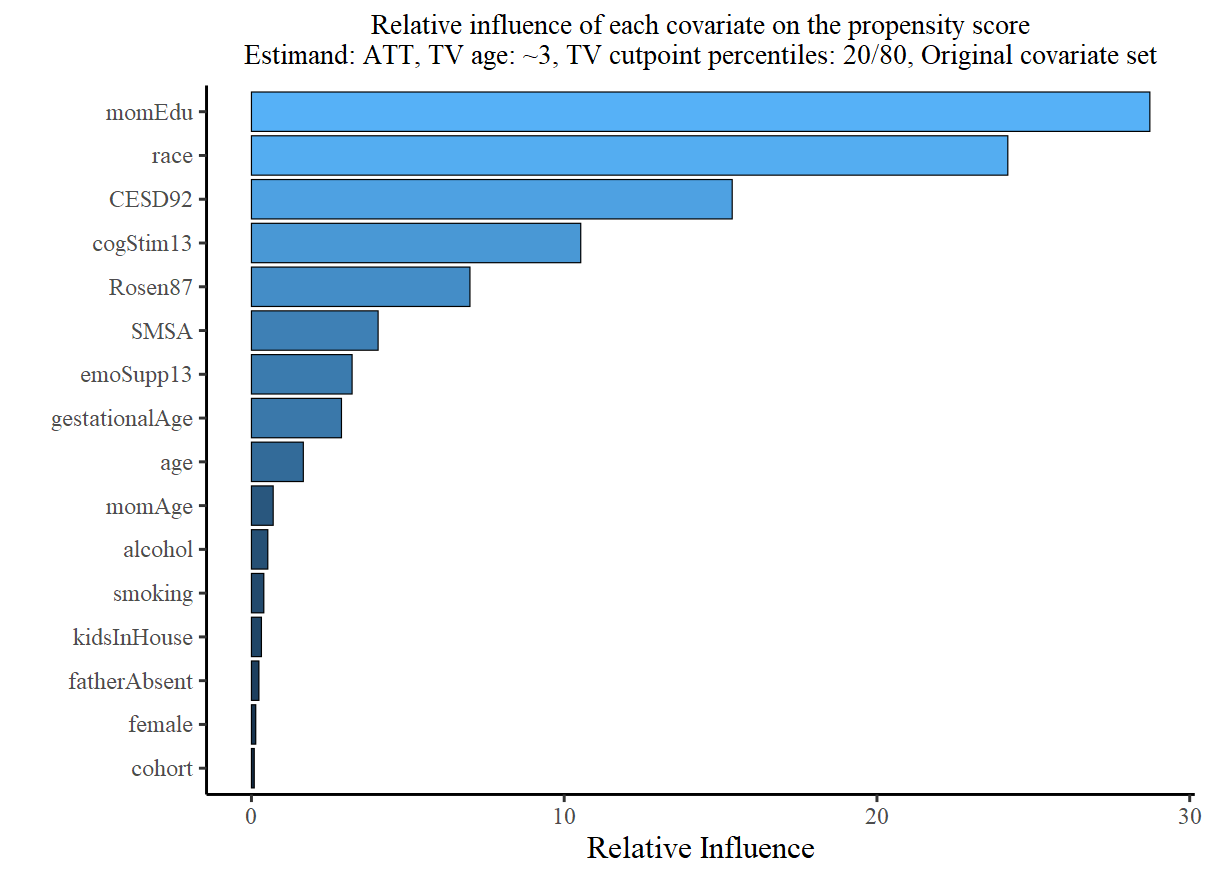 Relative influence of each covariate on the propensity score
Estimand: ATT, TV age: ~3, TV cutpoint percentiles: 20/80, Original covariate set
momEdu
race
CESD92
cogStim13
Rosen87
SMSA
emoSupp13
gestationalAge
age
momAge
alcohol
smoking
kidsInHouse
fatherAbsent
female
cohort
0 10 20 30
Relative Influence